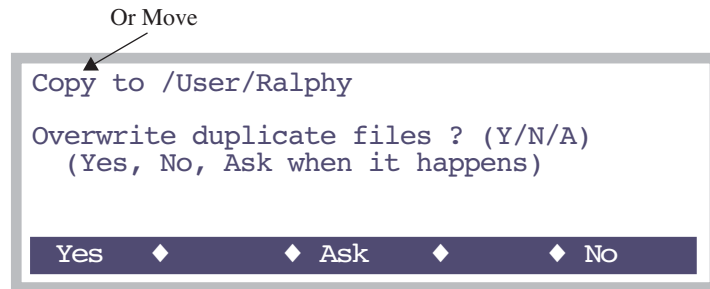 Or Move
Copy to /User/Ralphy
Overwrite duplicate files ? (Y/N/A)
(Yes, No, Ask when it happens)
Yes ♦ ♦ Ask ♦ ♦ No